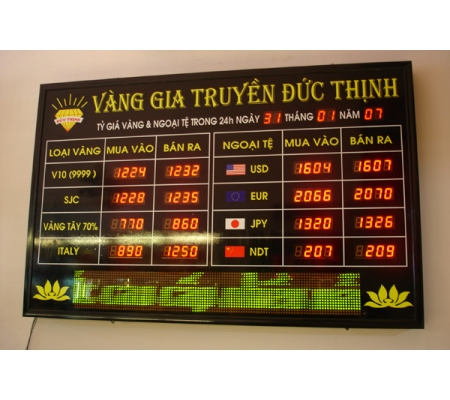 VÀNG GIA TRUYỀN ĐỨC THỊNH
ĐỨC THỊNH
TỶ GIÁ VÀNG & NGOẠI TỆ TRONG 24h NGÀY 31 THÁNG 01 NĂM 07
LOẠI VÀNG MUA VÀO BÁN RA NGOẠI TỆ MUA VÀO BÁN RA
V10 (9999 ) 1224 1232 USD 1604 1607
SJC 1228 1235 EUR 2066 2070
VÀNG TÂY 70% 770 860 JPY 1320 1326
ITALY 890 1250 NDT 207 209